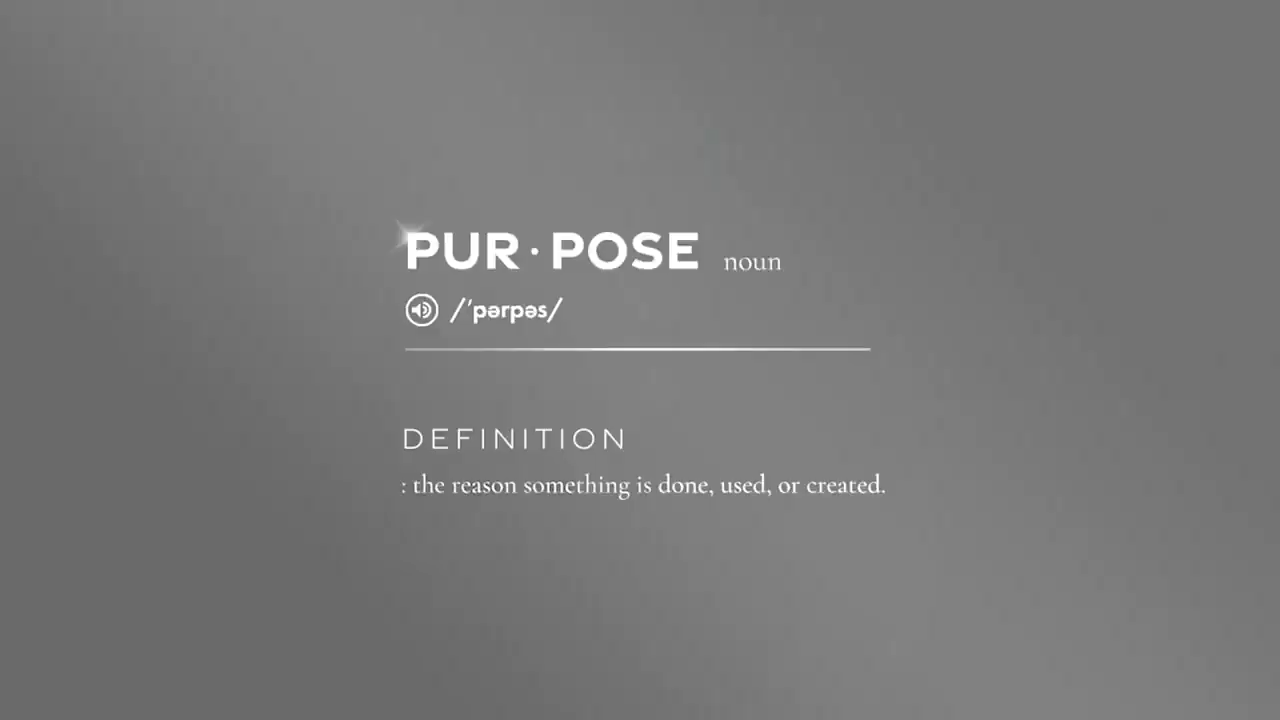 PUR·POSE noun
/ˈpərpəs/
DEFINITION
: the reason something is done, used, or created.